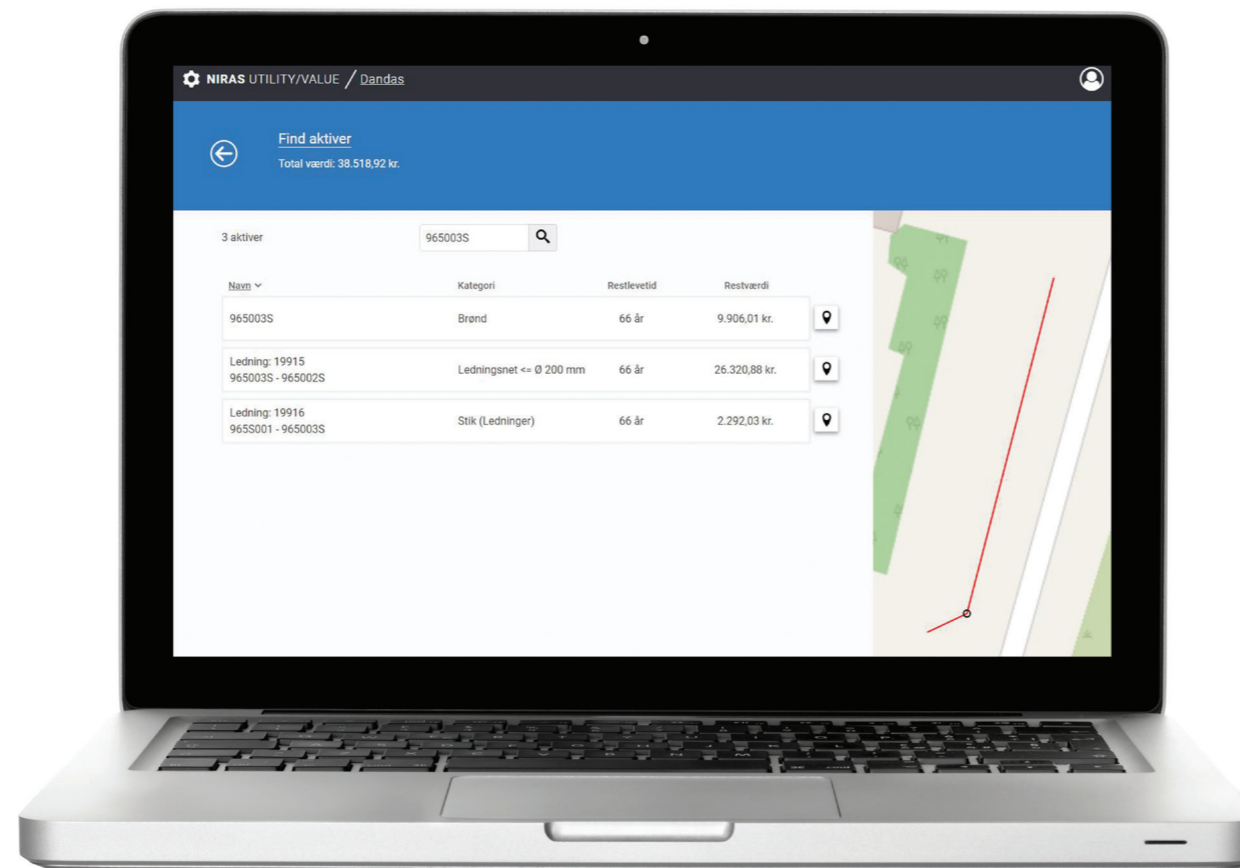 NIRAS UTILITY/VALUE / Dandas
Find aktiver
Total værdi: 38.518,92 kr.
3 aktiver
965003S
Navn Kategori Restlevetid Restværdi
965003S Brønd 66 år 9.906,01 kr.
Ledning: 19915
965003S - 965002S Ledningsnet <= Ø 200 mm 66 år 26.320,88 kr.
Ledning: 19916
965S001 - 965003S Stik (Ledninger) 66 år 2.292,03 kr.